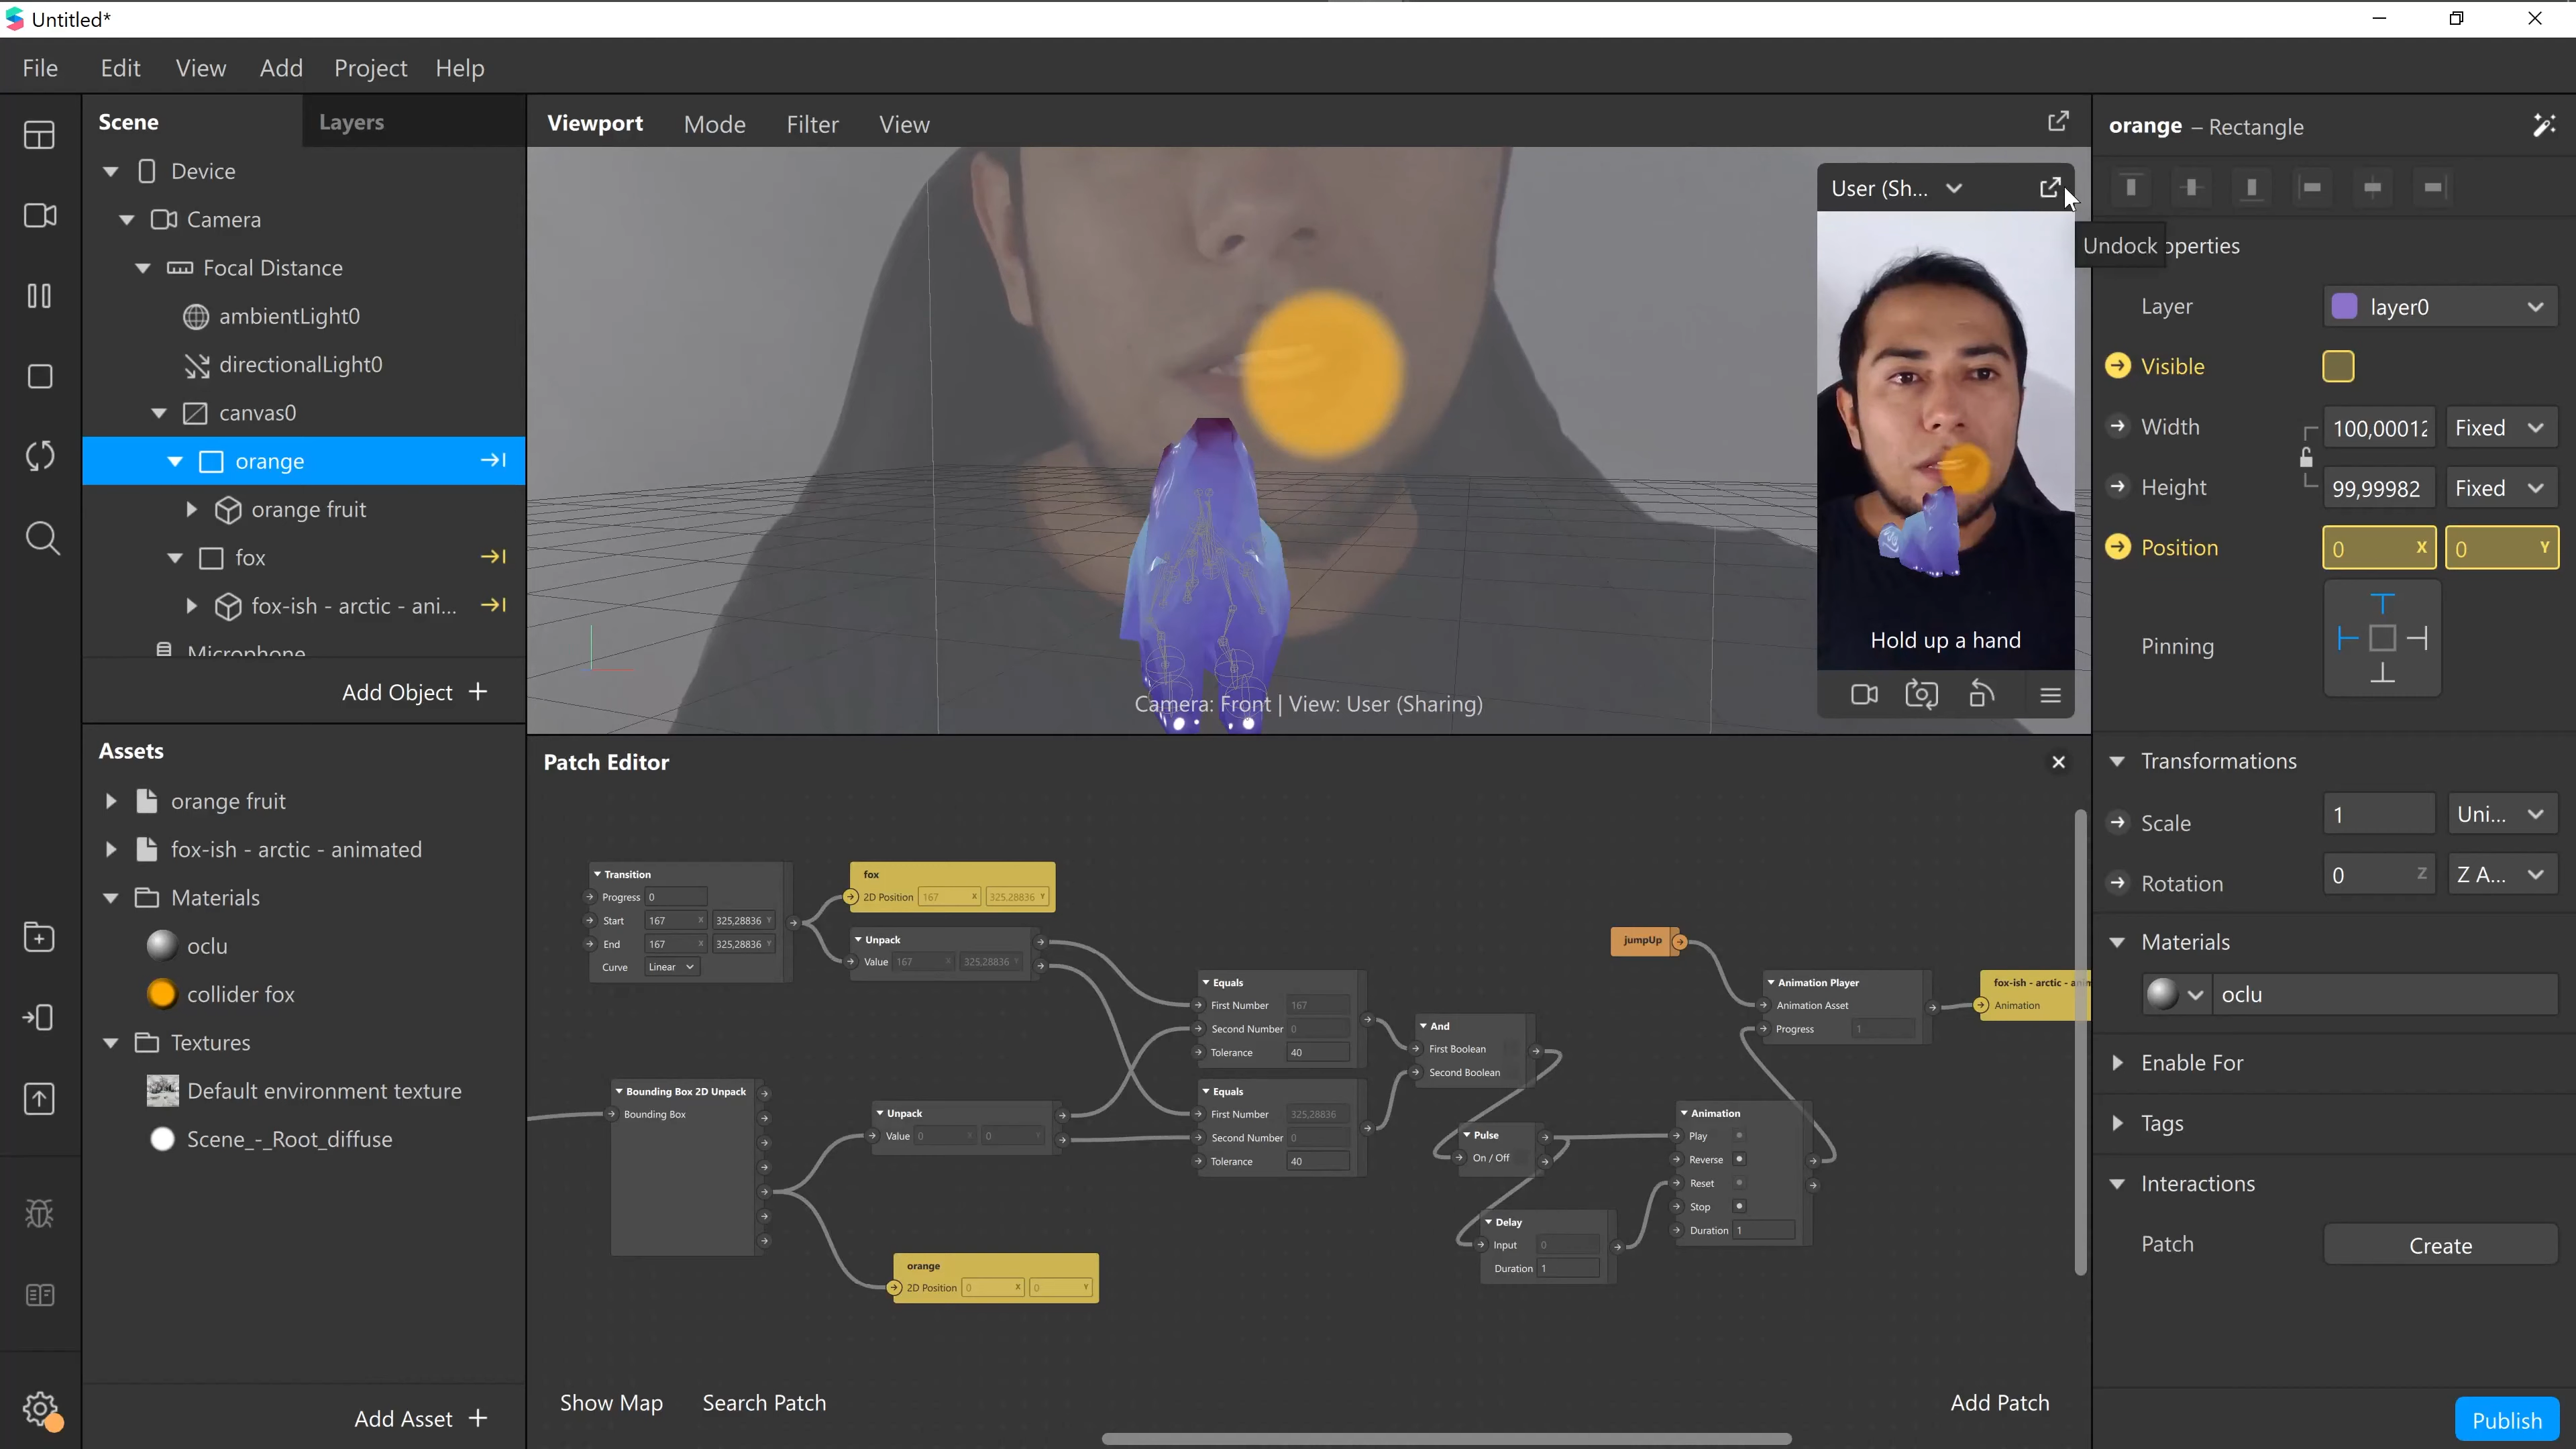 Untitled*
File Edit View Add Project Help
Scene Layers
Device
Camera
Focal Distance
ambientLight0
directionalLight0
canvas0
orange
orange fruit
fox
fox-ish - arctic - ani...
Microphone
Add Object +
Assets
orange fruit
fox-ish - arctic - animated
Materials
oclu
collider fox
Textures
Default environment texture
Scene_-_Root_diffuse
Add Asset +
Viewport Mode Filter View
User (Sh...
Hold up a hand
Camera: Front | View: User (Sharing)
Undock
Patch Editor
Transition
Progress 0
Start 167 X 325,28836 Y
End 167 X 325,28836 Y
Curve Linear
fox
2D Position 167 X 325,28836 Y
Unpack
Value 167 X 325,28836 Y
Bounding Box 2D Unpack
Bounding Box
Unpack
Value 0 X 0 Y
orange
2D Position 0 X 0 Y
Equals
First Number 167
Second Number 0
Tolerance 40
Equals
First Number 325,28836
Second Number 0
Tolerance 40
And
First Boolean
Second Boolean
Pulse
On / Off
Delay
Input 0
Duration 1
jumpUp
Animation
Play
Reverse
Reset
Stop
Duration 1
Animation Player
Animation Asset
Progress 1
fox-ish - arctic - anim
Animation
Show Map Search Patch Add Patch
orange – Rectangle
operties
Layer layer0
Visible
Width 100,00012 Fixed
Height 99,99982 Fixed
Position 0 X 0 Y
Pinning
Transformations
Scale 1 Uni...
Rotation 0 Z Z A...
Materials
oclu
Enable For
Tags
Interactions
Patch Create
Publish